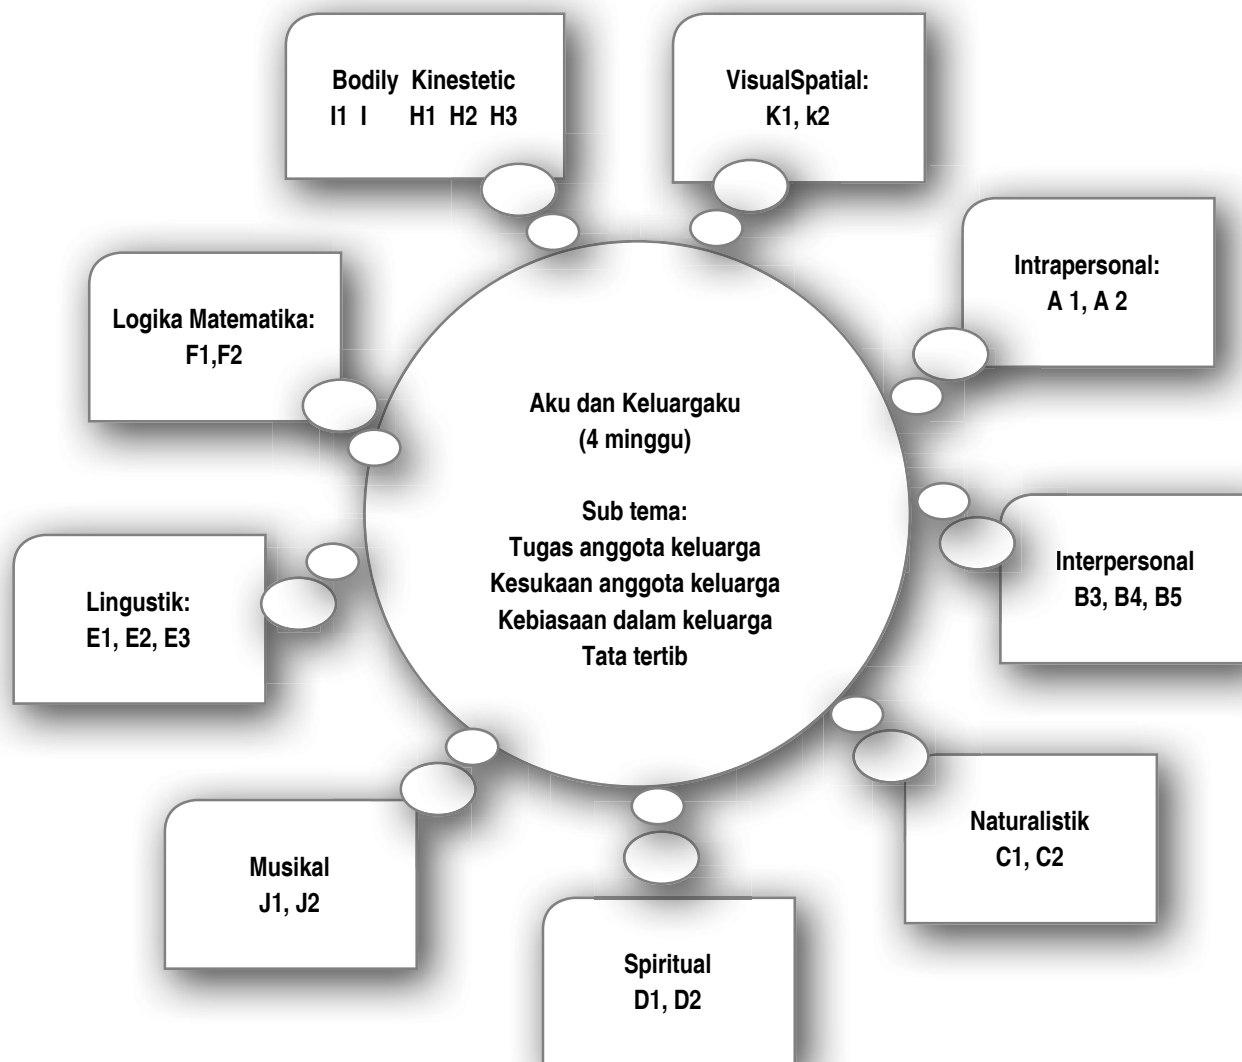 Bodily Kinestetic
I1 I H1 H2 H3
VisualSpatial:
K1, k2
Intrapersonal:
A 1, A 2
Logika Matematika:
F1,F2
Aku dan Keluargaku
(4 minggu)
Sub tema:
Tugas anggota keluarga
Kesukaan anggota keluarga
Kebiasaan dalam keluarga
Tata tertib
Interpersonal
B3, B4, B5
Lingustik:
E1, E2, E3
Naturalistik
C1, C2
Musikal
J1, J2
Spiritual
D1, D2